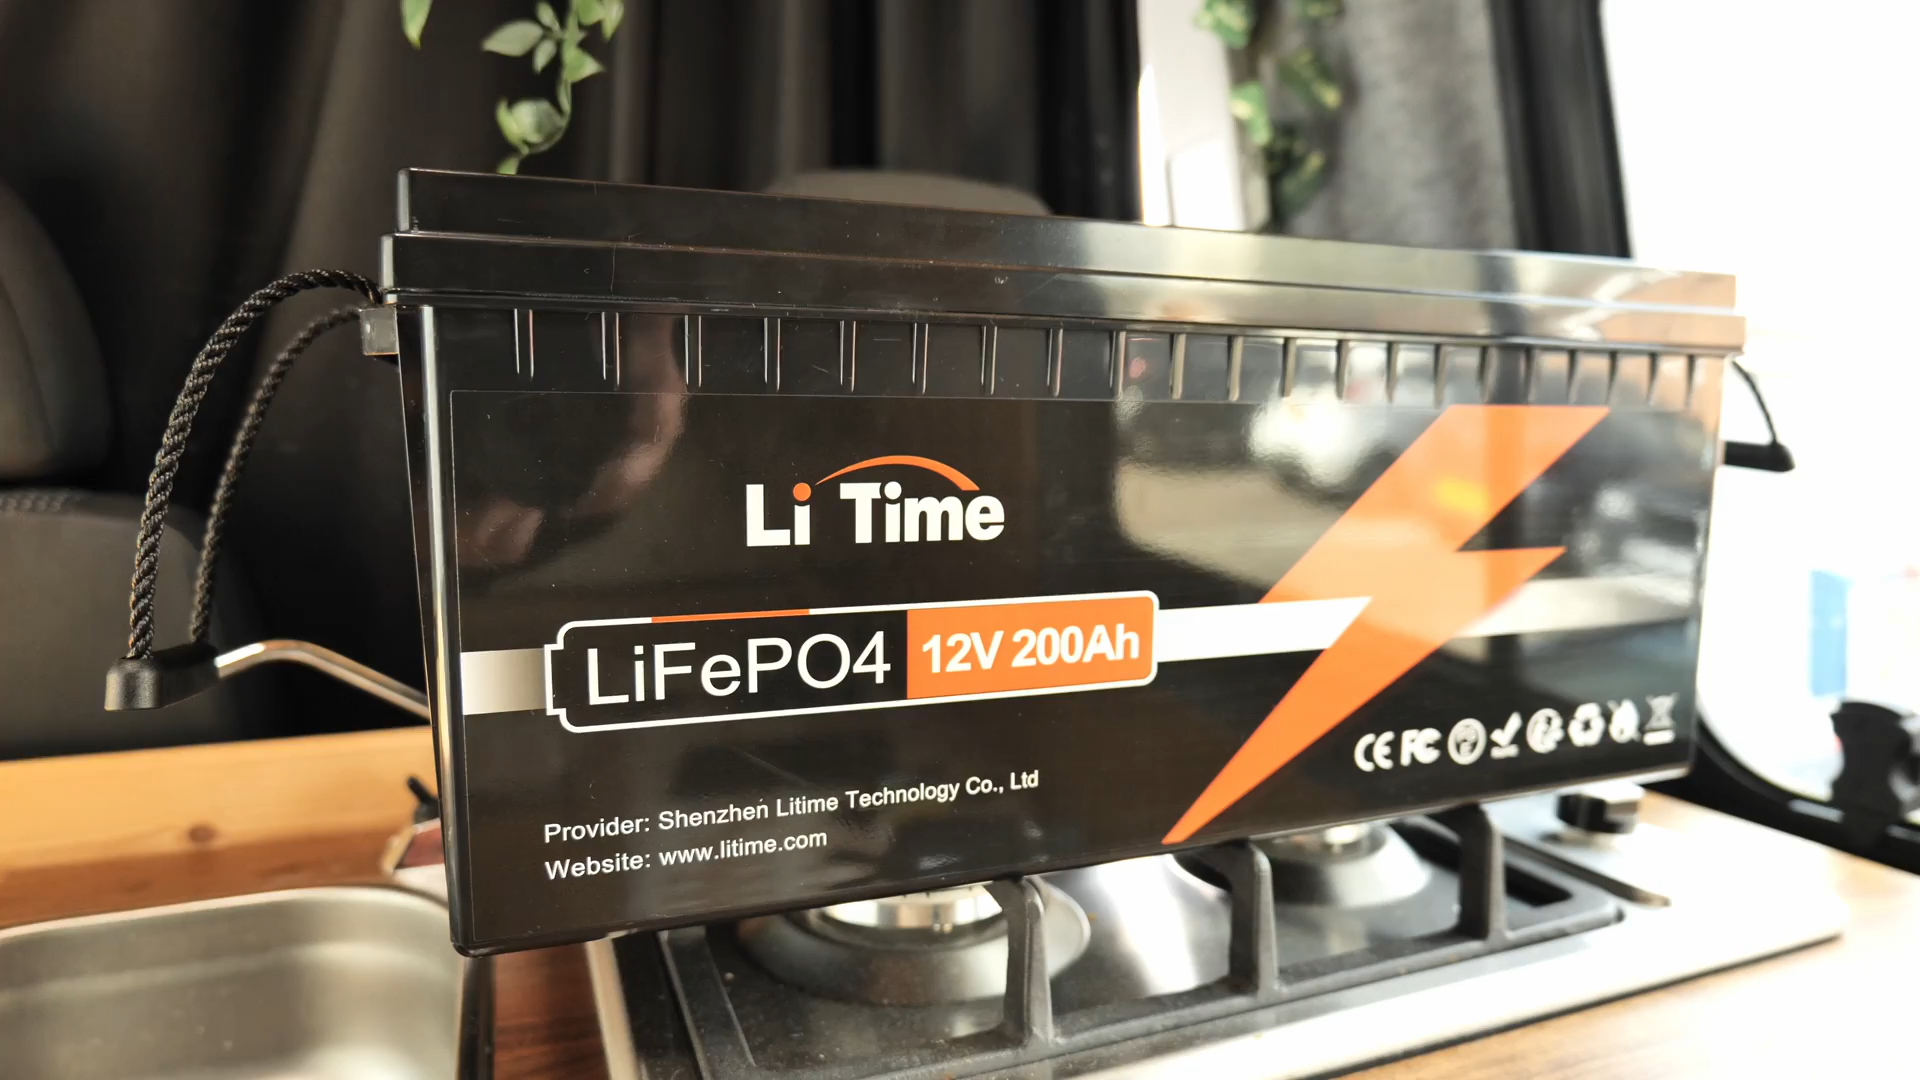 Li Time
LiFePO4 12V 200Ah
CE FC
Provider: Shenzhen Litime Technology Co., Ltd
Website: www.litime.com